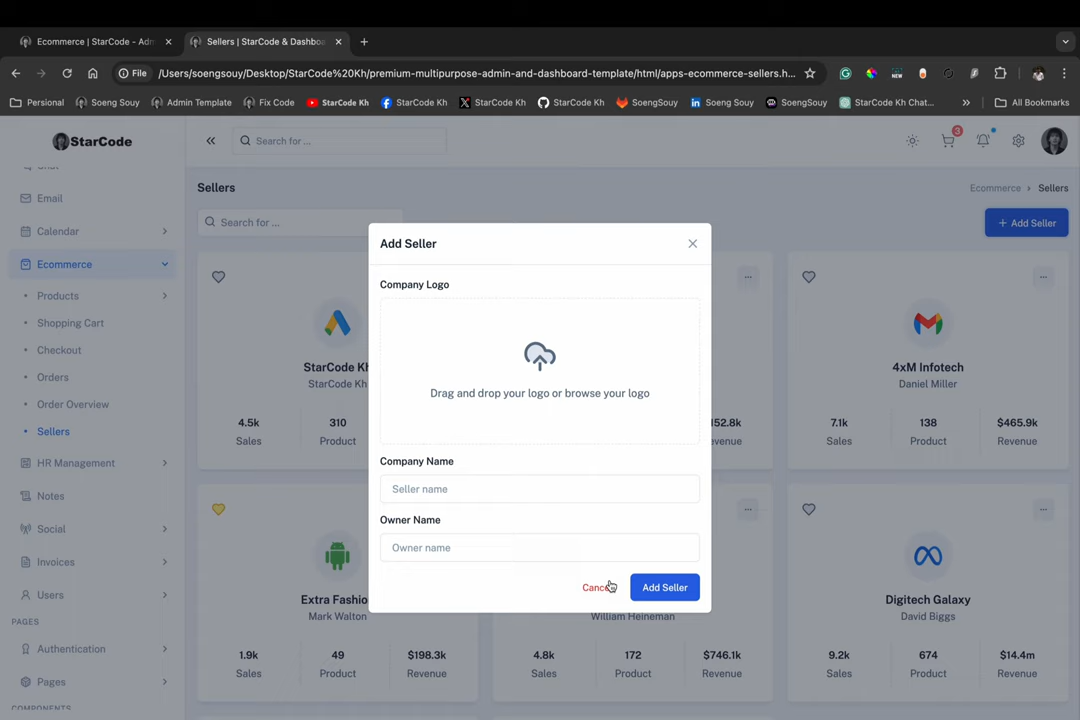 Ecommerce | StarCode - Adm
Sellers | StarCode & Dashbo
File
/Users/soengsouy/Desktop/StarCode%20Kh/premium-multipurpose-admin-and-dashboard-template/html/apps-ecommerce-sellers.h...
Personal
Soeng Souy
Admin Template
Fix Code
StarCode Kh
StarCode Kh
StarCode Kh
StarCode Kh
SoengSouy
Soeng Souy
SoengSouy
StarCode Kh Chat...
»
All Bookmarks
StarCode
Search for ...
3
Chat
Email
Calendar
Ecommerce
Products
Shopping Cart
Checkout
Orders
Order Overview
Sellers
HR Management
Notes
Social
Invoices
Users
PAGES
Authentication
Pages
COMPONENTS
Sellers
Ecommerce › Sellers
Search for ...
+ Add Seller
StarCode Kh
StarCode Kh
4.5k 310
Sales Product
152.8k
evenue
4xM Infotech
Daniel Miller
7.1k 138 $465.9k
Sales Product Revenue
Extra Fashio
Mark Walton
1.9k 49 $198.3k
Sales Product Revenue
William Heineman
4.8k 172 $746.1k
Sales Product Revenue
Digitech Galaxy
David Biggs
9.2k 674 $14.4m
Sales Product Revenue
Add Seller
Company Logo
Drag and drop your logo or browse your logo
Company Name
Seller name
Owner Name
Owner name
Cancel
Add Seller